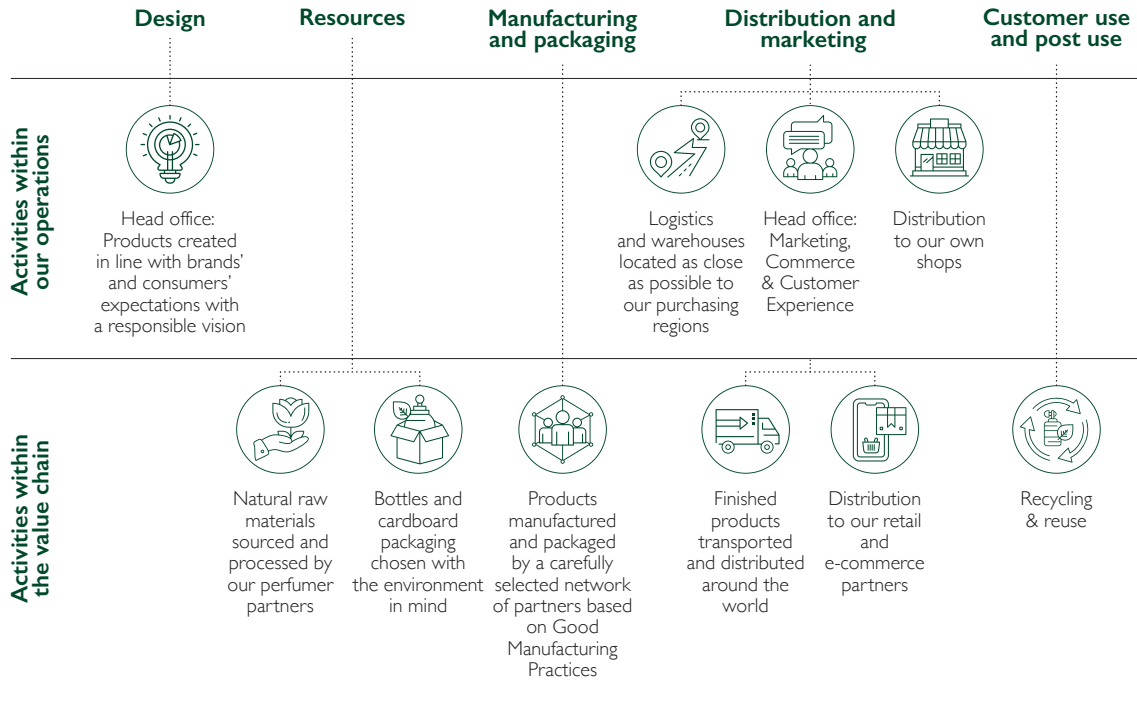 Design
Resources
Manufacturing
and packaging
Distribution and
marketing
Customer use
and post use
Activities within
our operations
Head office:
Products created
in line with brands’
and consumers’
expectations with
a responsible vision
Logistics
and warehouses
located as close
as possible to
our purchasing
regions
Head office:
Marketing,
Commerce
& Customer
Experience
Distribution
to our own
shops
Activities within
the value chain
Natural raw
materials
sourced and
processed by
our perfumer
partners
Bottles and
cardboard
packaging
chosen with
the environment
in mind
Products
manufactured
and packaged
by a carefully
selected network
of partners based
on Good
Manufacturing
Practices
Finished
products
transported
and distributed
around the
world
Distribution
to our retail
and
e-commerce
partners
Recycling
& reuse